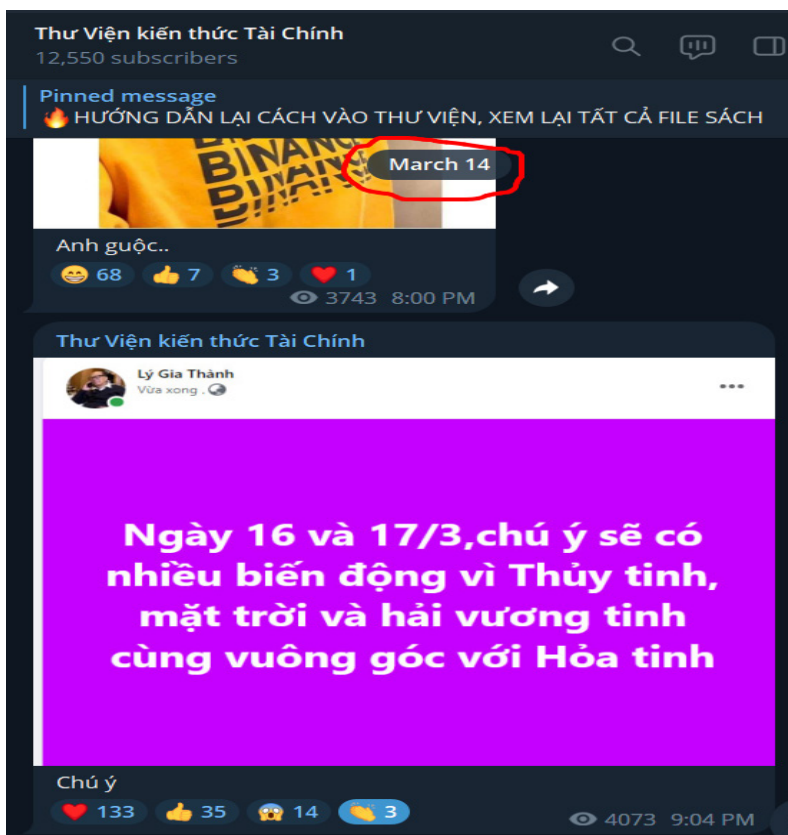 Thư Viện kiến thức Tài Chính
12,550 subscribers
Pinned message
🔥HƯỚNG DẪN LẠI CÁCH VÀO THƯ VIỆN, XEM LẠI TẤT CẢ FILE SÁCH
BINANCE
BINANCE
March 14
Anh guộc..
😁 68 👍 7 👏 3 ❤️ 1
3743 8:00 PM
Thư Viện kiến thức Tài Chính
Lý Gia Thành
Vừa xong .
Ngày 16 và 17/3,chú ý sẽ có
nhiều biến động vì Thủy tinh,
mặt trời và hải vương tinh
cùng vuông góc với Hỏa tinh
Chú ý
❤️ 133 👍 35 😱 14 👏 3
4073 9:04 PM